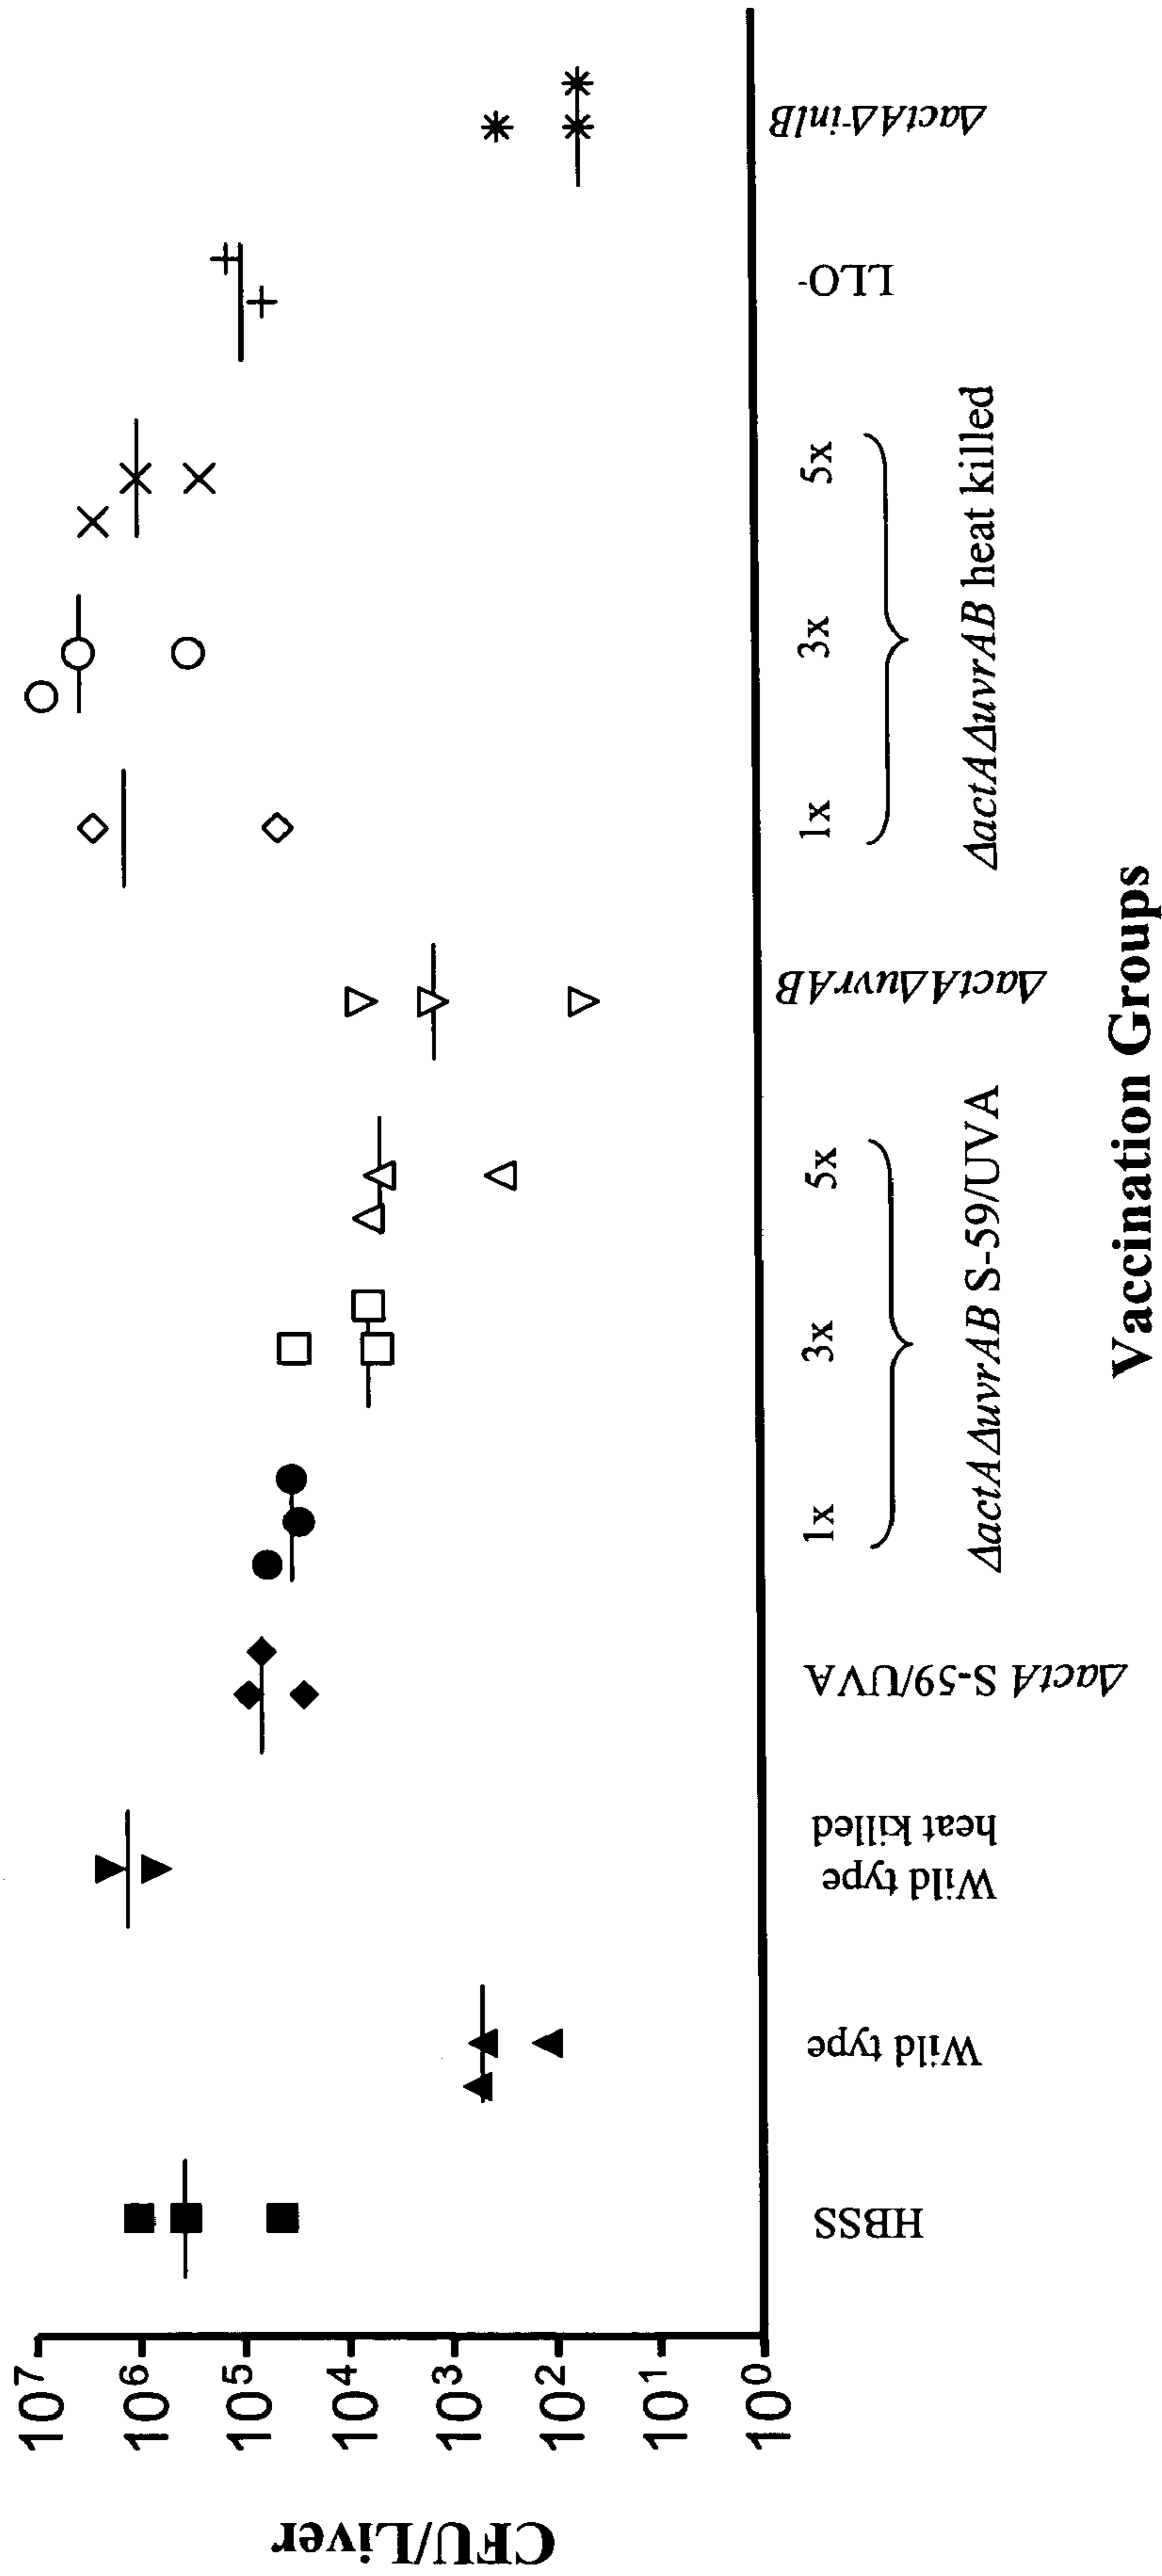 CFU/Liver
10⁷
10⁶
10⁵
10⁴
10³
10²
10¹
10⁰
HBSS
Wild type
Wild type
heat killed
ΔactA S-59/UVA
1x 3x 5x
ΔactAΔuvrAB S-59/UVA
ΔactAΔuvrAB
1x 3x 5x
ΔactAΔuvrAB heat killed
LLO⁻
ΔactAΔ-inlB
Vaccination Groups